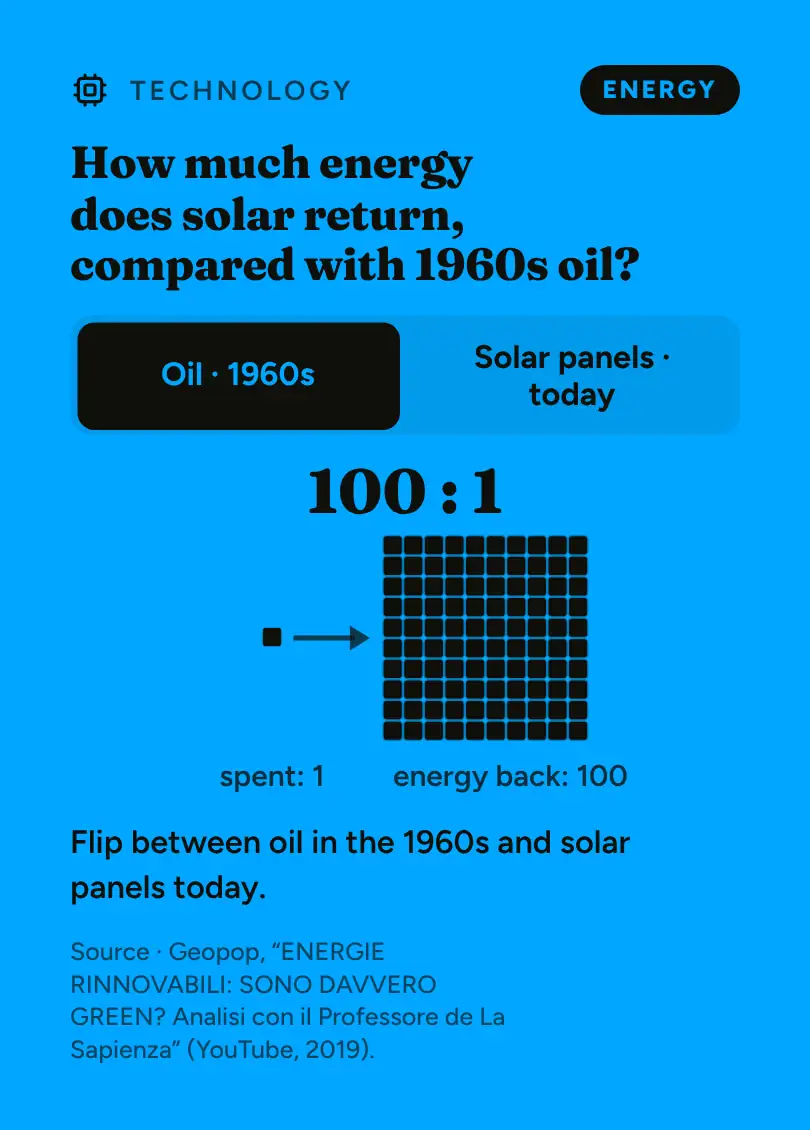 TECHNOLOGY
ENERGY
How much energy
does solar return,
compared with 1960s oil?
Oil · 1960s
Solar panels ·
today
100 : 1
spent: 1
energy back: 100
Flip between oil in the 1960s and solar
panels today.
Source · Geopop, “ENERGIE
RINNOVABILI: SONO DAVVERO
GREEN? Analisi con il Professore de La
Sapienza” (YouTube, 2019).